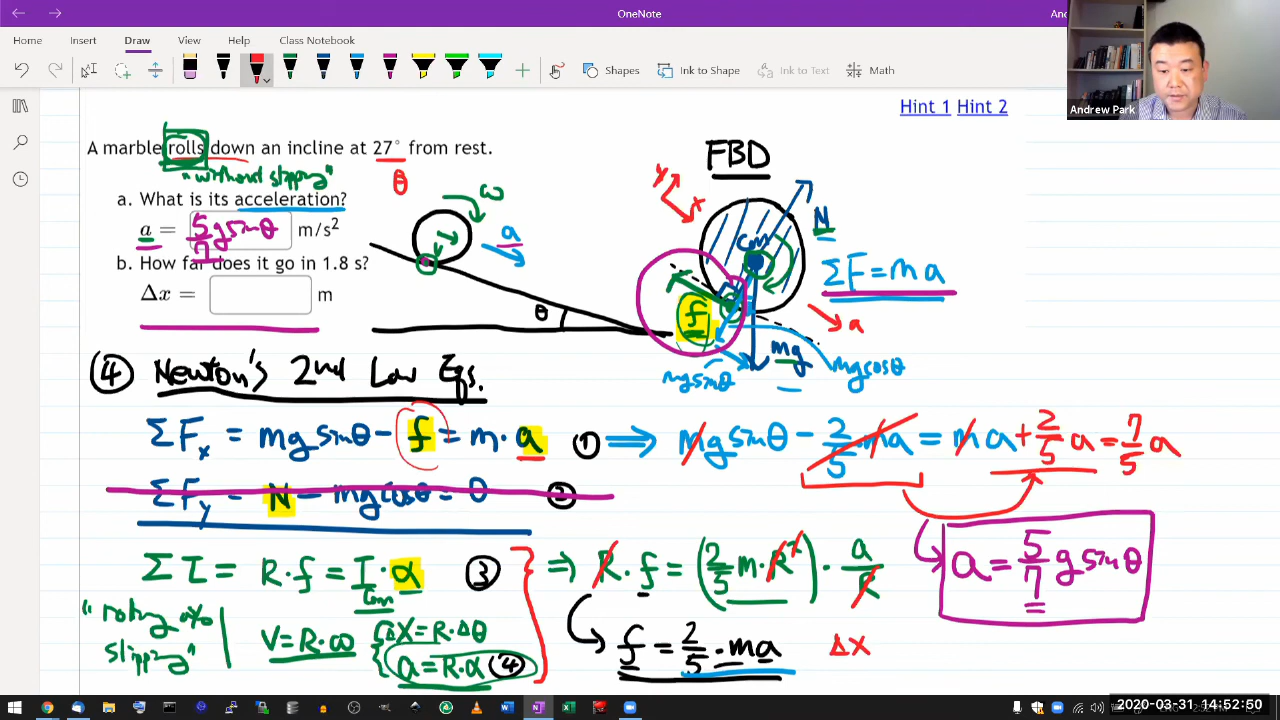 OneNote
And
Home Insert Draw View Help Class Notebook
Shapes Ink to Shape Ink to Text Math
Andrew Park
Hint 1 Hint 2
A marble rolls down an incline at 27° from rest.
"without slipping"
θ
a. What is its acceleration?
a = 5/7 g sinθ m/s²
b. How far does it go in 1.8 s?
Δx = m
ω
a
θ
FBD
y
x
N
com
ΣF = ma
f
a
mg
mg sinθ
mg cosθ
④ Newton's 2nd Law Eqs.
ΣFx = mg sinθ - f = m · a ① ⟹ mg sinθ - 2/5 ma = ma + 2/5 a = 7/5 a
ΣFy = N - mg cosθ = 0 ②
a = 5/7 g sinθ
Στ = R·f = Icom · α ③ ⟹ R · f = (2/5 m·R²) · a/R
"rolling w/o slipping"
V = R·ω
Δx = R·Δθ
a = R·α ④
f = 2/5 · ma
Δx
2020-03-31 14:52:50